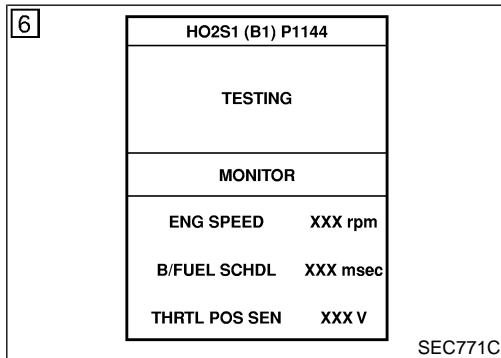 6
HO2S1 (B1) P1144
TESTING
MONITOR
ENG SPEED XXX rpm
B/FUEL SCHDL XXX msec
THRTL POS SEN XXX V
SEC771C